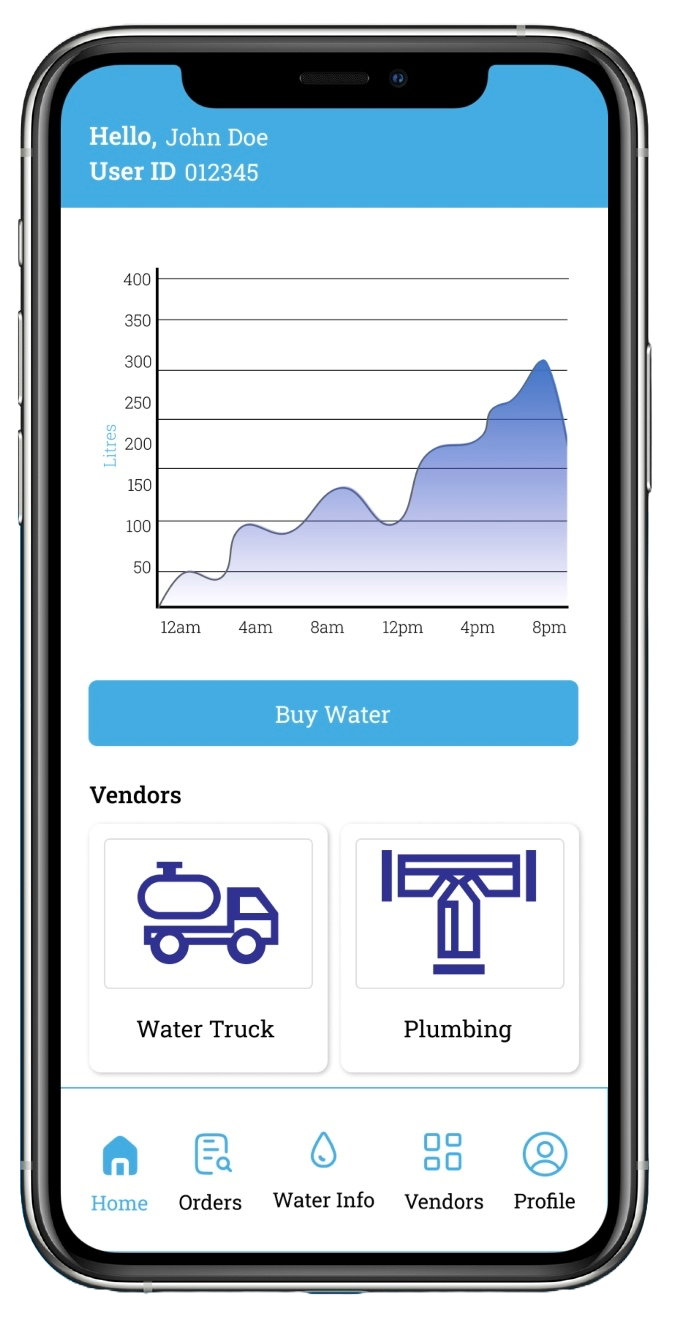 Hello, John Doe
User ID 012345
400
350
300
250
200
150
100
50
Litres
12am 4am 8am 12pm 4pm 8pm
Buy Water
Vendors
Water Truck Plumbing
Home Orders Water Info Vendors Profile